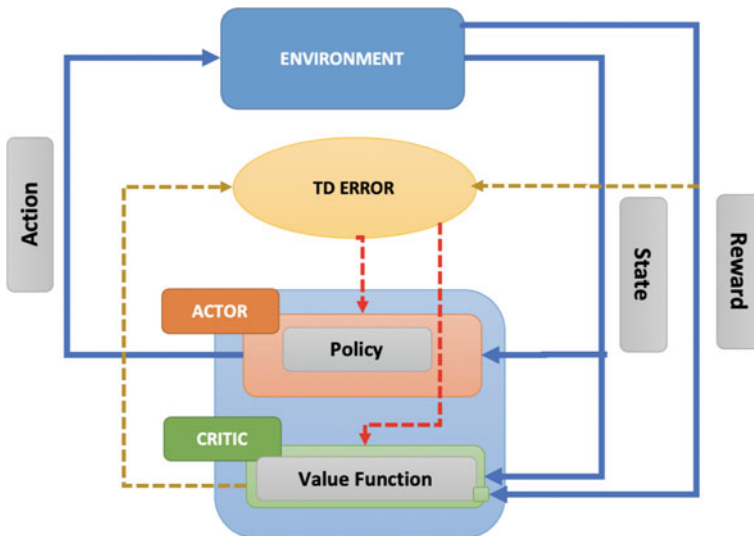 ENVIRONMENT
TD ERROR
Action
State
Reward
ACTOR
Policy
CRITIC
Value Function